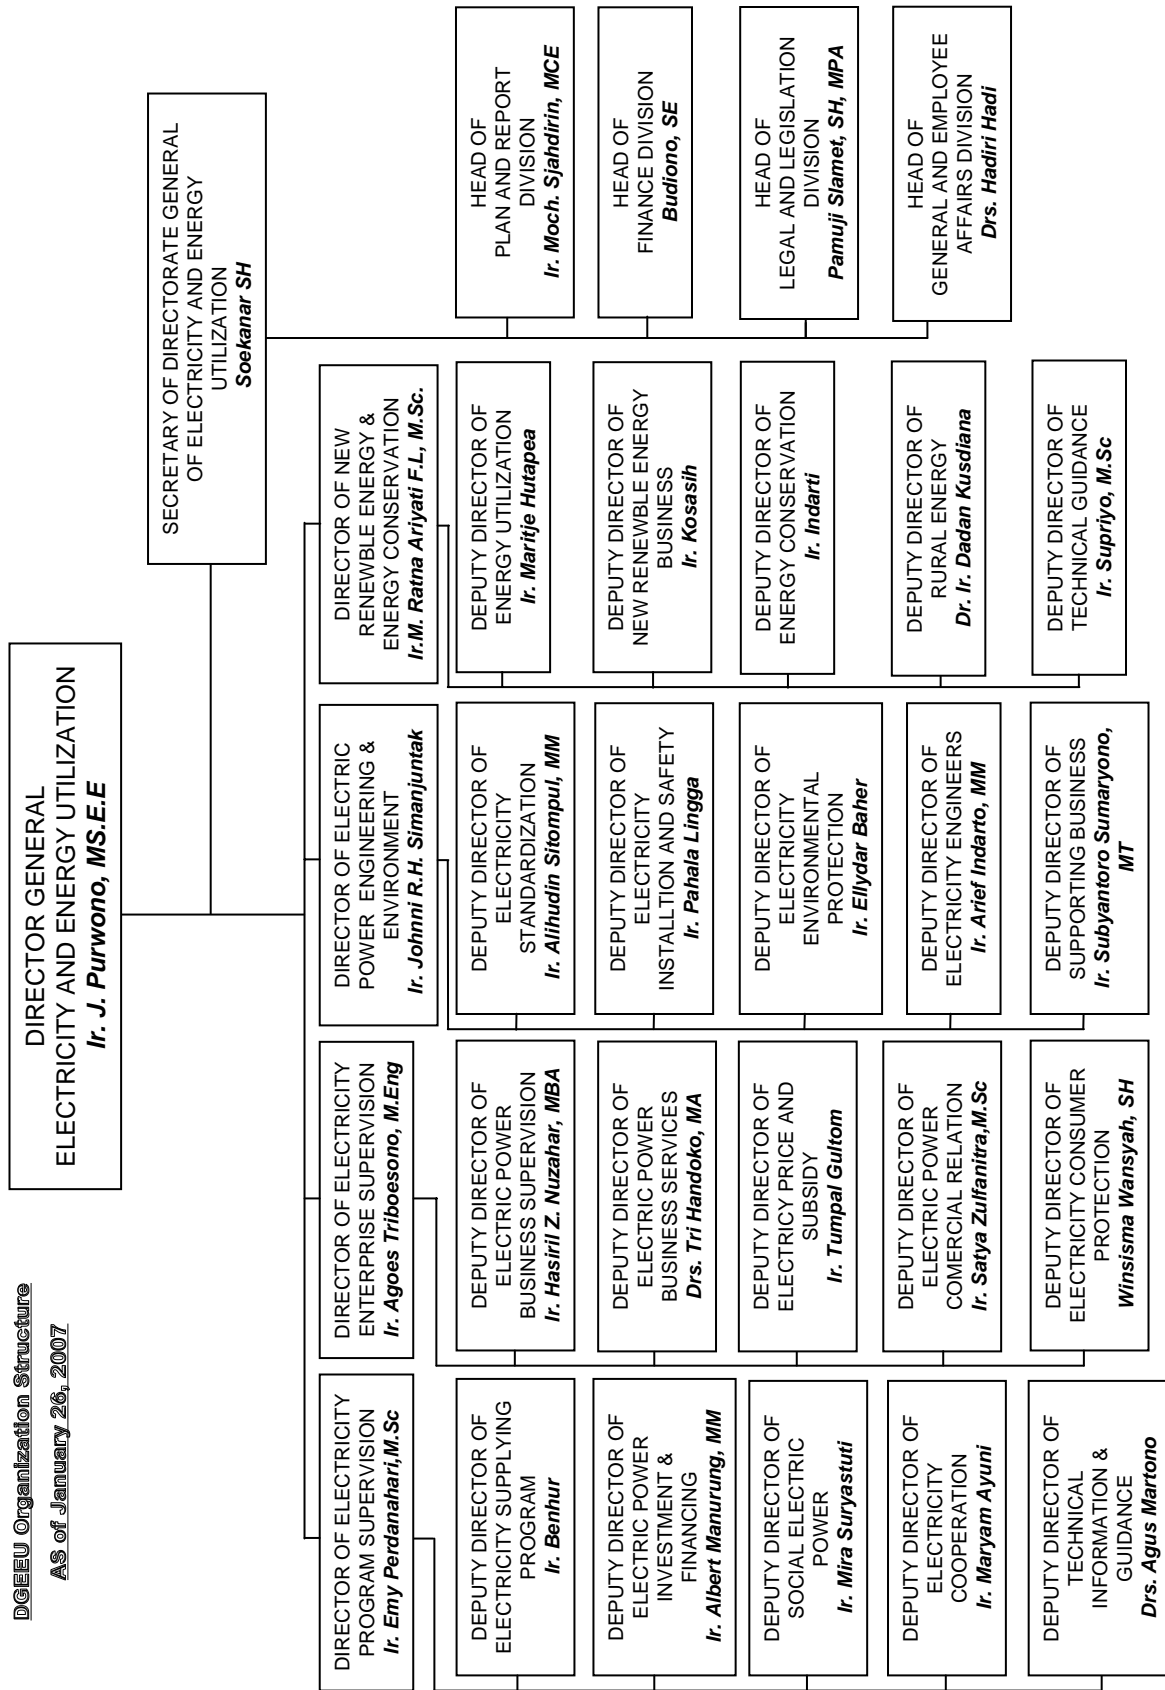 DGEEU Organization Structure
AS of January 26, 2007
DIRECTOR GENERAL
ELECTRICITY AND ENERGY UTILIZATION
Ir. J. Purwono, MS.E.E
SECRETARY OF DIRECTORATE GENERAL
OF ELECTRICITY AND ENERGY
UTILIZATION
Soekanar SH
DIRECTOR OF ELECTRICITY
PROGRAM SUPERVISION
Ir. Emy Perdanahari,M.Sc
DIRECTOR OF ELECTRICITY
ENTERPRISE SUPERVISION
Ir. Agoes Triboesono, M.Eng
DIRECTOR OF ELECTRIC
POWER ENGINEERING &
ENVIRONMENT
Ir. Johnni R.H. Simanjuntak
DIRECTOR OF NEW
RENEWBLE ENERGY &
ENERGY CONSERVATION
Ir.M. Ratna Ariyati F.L, M.Sc.
DEPUTY DIRECTOR OF
ELECTRICITY SUPPLYING
PROGRAM
Ir. Benhur
DEPUTY DIRECTOR OF
ELECTRIC POWER
BUSINESS SUPERVISION
Ir. Hasiril Z. Nuzahar, MBA
DEPUTY DIRECTOR OF
ELECTRICITY
STANDARDIZATION
Ir. Alihudin Sitompul, MM
DEPUTY DIRECTOR OF
ENERGY UTILIZATION
Ir. Maritje Hutapea
HEAD OF
PLAN AND REPORT
DIVISION
Ir. Moch. Sjahdirin, MCE
DEPUTY DIRECTOR OF
ELECTRIC POWER
INVESTMENT &
FINANCING
Ir. Albert Manurung, MM
DEPUTY DIRECTOR OF
ELECTRIC POWER
BUSINESS SERVICES
Drs. Tri Handoko, MA
DEPUTY DIRECTOR OF
ELECTRICITY
INSTALLTION AND SAFETY
Ir. Pahala Lingga
DEPUTY DIRECTOR OF
NEW RENEWABLE ENERGY
BUSINESS
Ir. Kosasih
HEAD OF
FINANCE DIVISION
Budiono, SE
DEPUTY DIRECTOR OF
SOCIAL ELECTRIC
POWER
Ir. Mira Suryastuti
DEPUTY DIRECTOR OF
ELECTRICY PRICE AND
SUBSIDY
Ir. Tumpal Gultom
DEPUTY DIRECTOR OF
ELECTRICITY
ENVIRONMENTAL
PROTECTION
Ir. Ellydar Baher
DEPUTY DIRECTOR OF
ENERGY CONSERVATION
Ir. Indarti
HEAD OF
LEGAL AND LEGISLATION
DIVISION
Pamuji Slamet, SH, MPA
DEPUTY DIRECTOR OF
ELECTRICITY
COOPERATION
Ir. Maryam Ayuni
DEPUTY DIRECTOR OF
ELECTRIC POWER
COMERCIAL RELATION
Ir. Satya Zulfanitra,M.Sc
DEPUTY DIRECTOR OF
ELECTRICITY ENGINEERS
Ir. Arief Indarto, MM
DEPUTY DIRECTOR OF
RURAL ENERGY
Dr. Ir. Dadan Kusdiana
HEAD OF
GENERAL AND EMPLOYEE
AFFAIRS DIVISION
Drs. Hadiri Hadi
DEPUTY DIRECTOR OF
TECHNICAL
INFORMATION &
GUIDANCE
Drs. Agus Martono
DEPUTY DIRECTOR OF
ELECTRICITY CONSUMER
PROTECTION
Winsisma Wansyah, SH
DEPUTY DIRECTOR OF
SUPPORTING BUSINESS
Ir. Subyantoro Sumaryono,
MT
DEPUTY DIRECTOR OF
TECHNICAL GUIDANCE
Ir. Supriyo, M.Sc